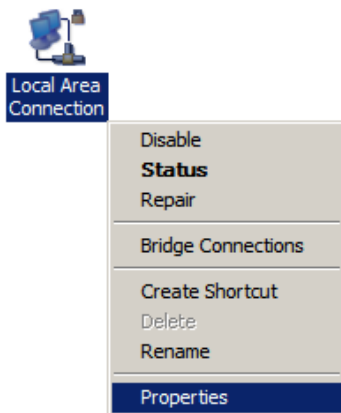 Local Area
Connection
Disable
Status
Repair
Bridge Connections
Create Shortcut
Delete
Rename
Properties